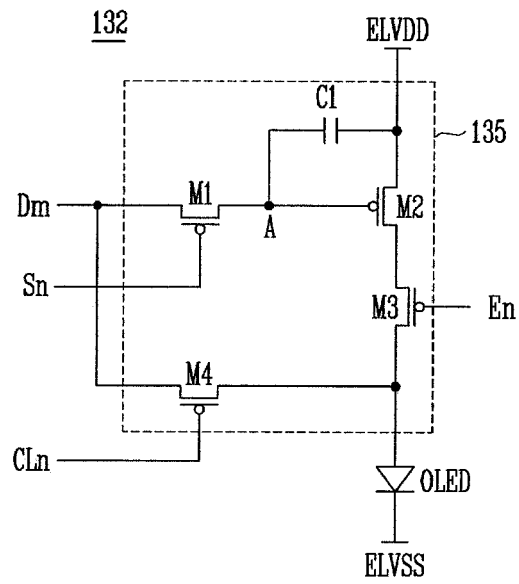 132
ELVDD
C1
135
M1
Dm
M2
A
Sn
M3
En
M4
CLn
OLED
ELVSS